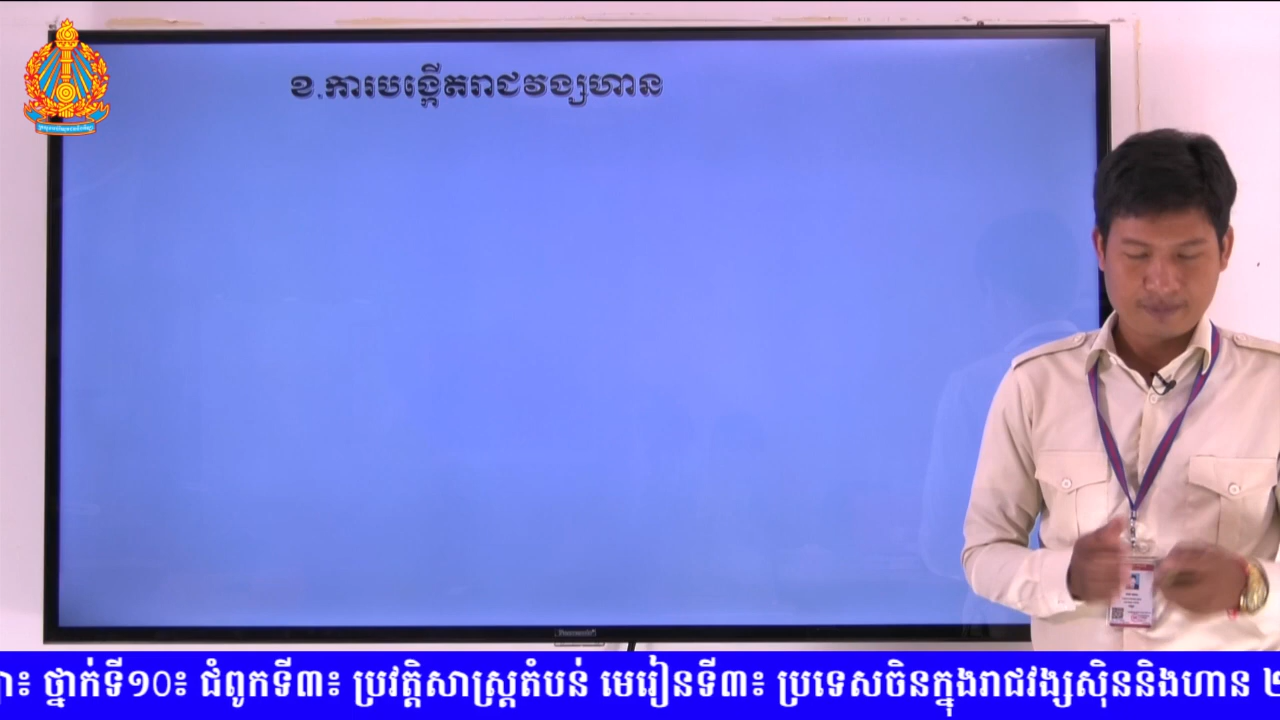 ខ.ការបង្កើតរាជវង្សហាន
ថ្នាក់ទី១០៖ ជំពូកទី៣៖ ប្រវត្តិសាស្ត្រតំបន់ មេរៀនទី៣៖ ប្រទេសចិនក្នុងរាជវង្សស៊ិននិងហាន